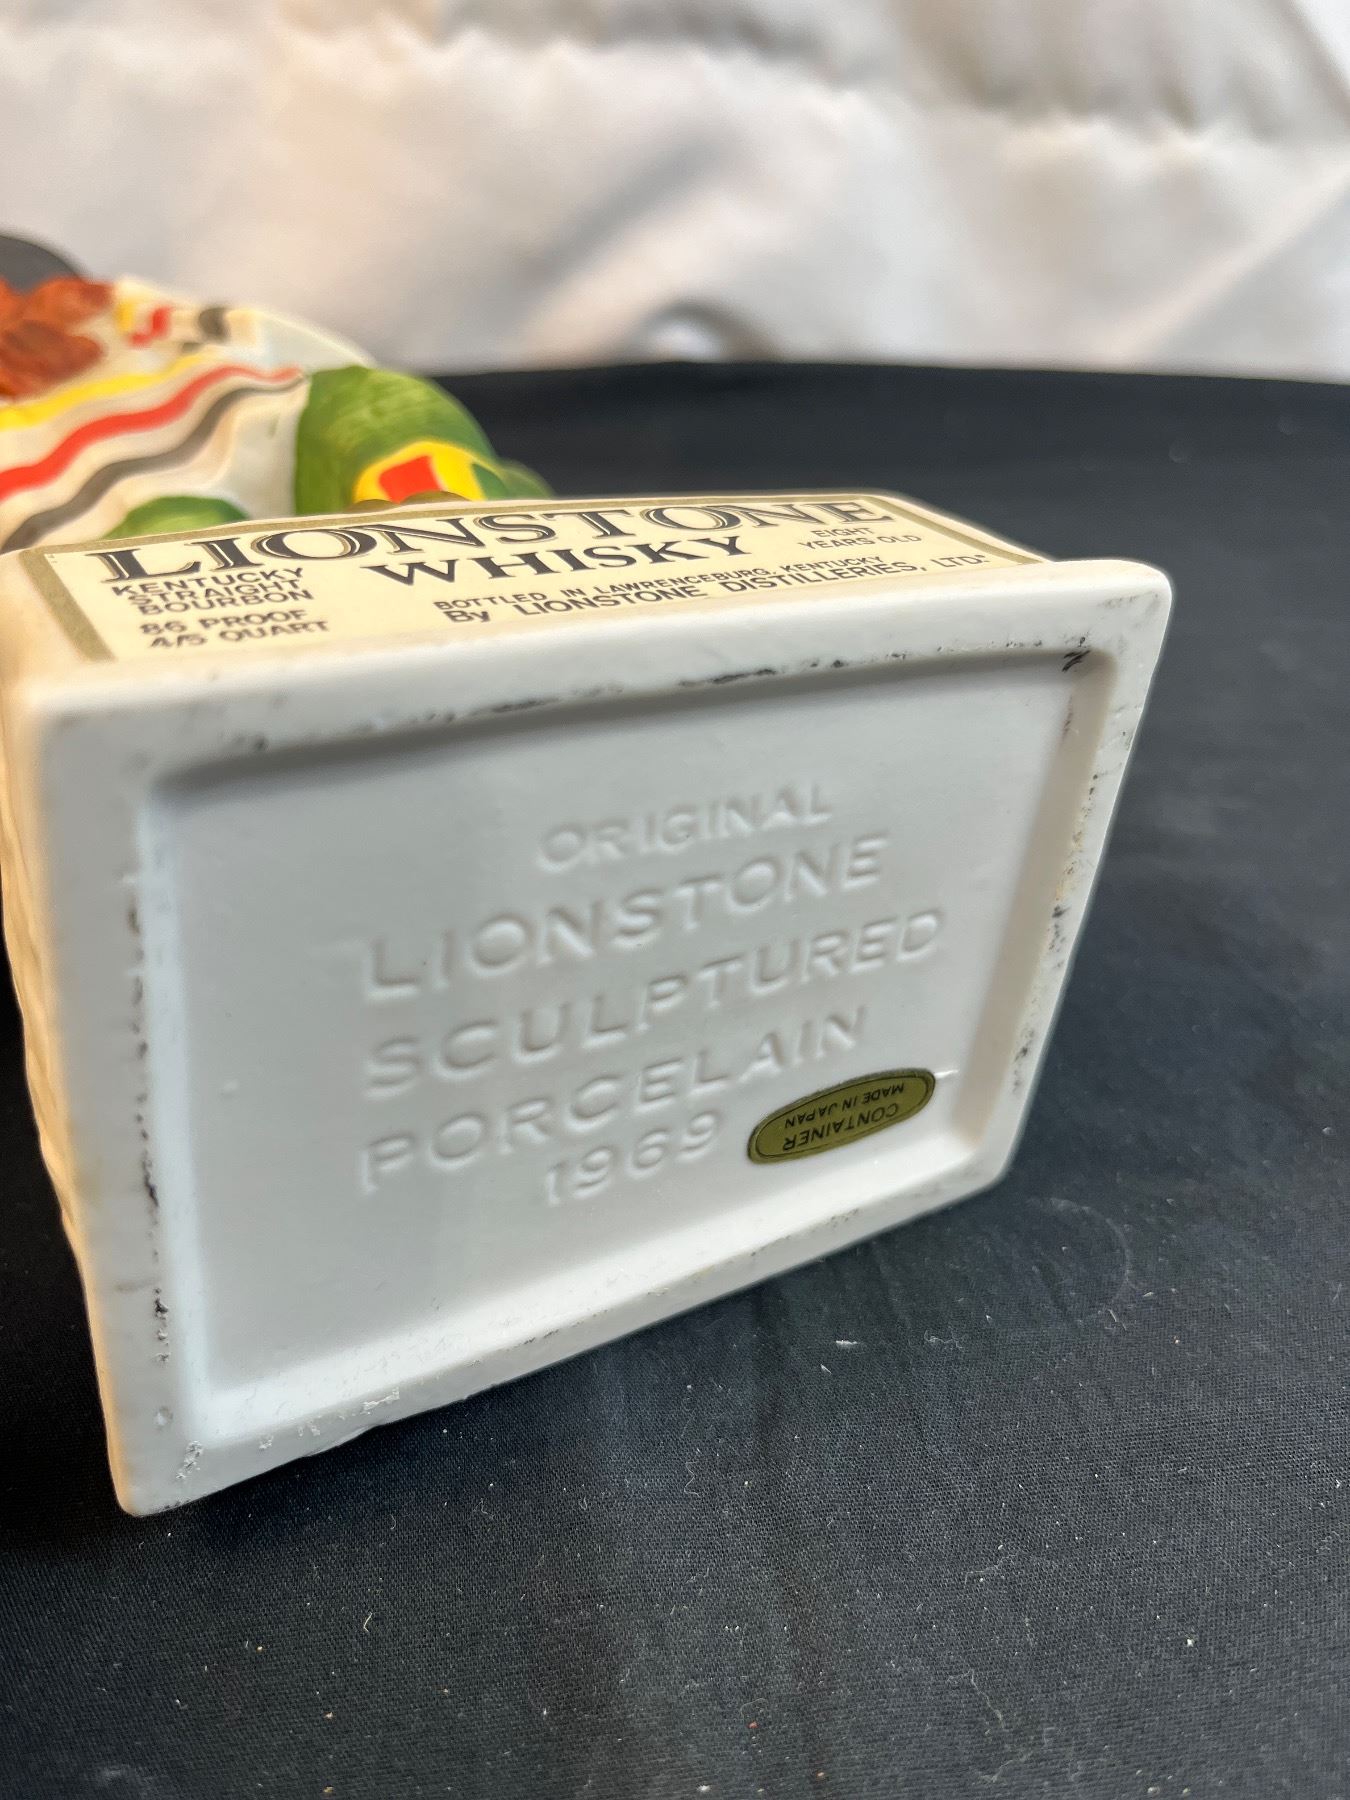 LIONSTONE
WHISKY
KENTUCKY
STRAIGHT
BOURBON
86 PROOF
4/5 QUART
EIGHT
YEARS OLD
BOTTLED IN LAWRENCEBURG, KENTUCKY
By LIONSTONE DISTILLERIES, LTD.
ORIGINAL
LIONSTONE
SCULPTURED
PORCELAIN
1969
CONTAINER
MADE IN JAPAN